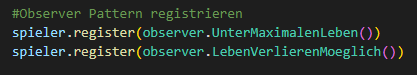 #Observer Pattern registrieren
spieler.register(observer.UnterMaximalenLeben())
spieler.register(observer.LebenVerlierenMoeglich())